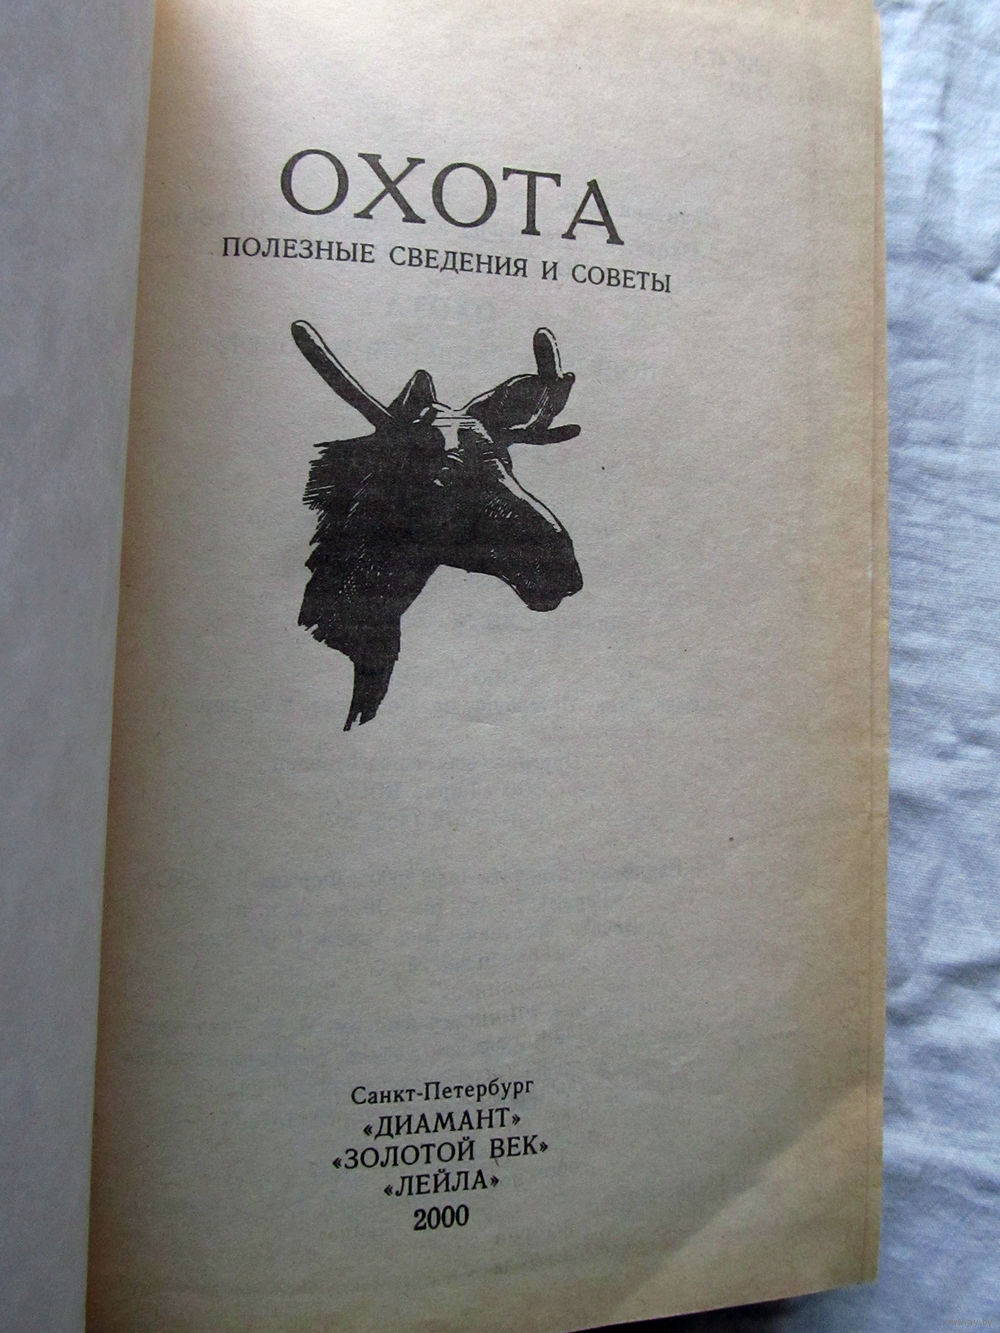 ОХОТА
ПОЛЕЗНЫЕ СВЕДЕНИЯ И СОВЕТЫ
Санкт-Петербург
«ДИАМАНТ»
«ЗОЛОТОЙ ВЕК»
«ЛЕЙЛА»
2000